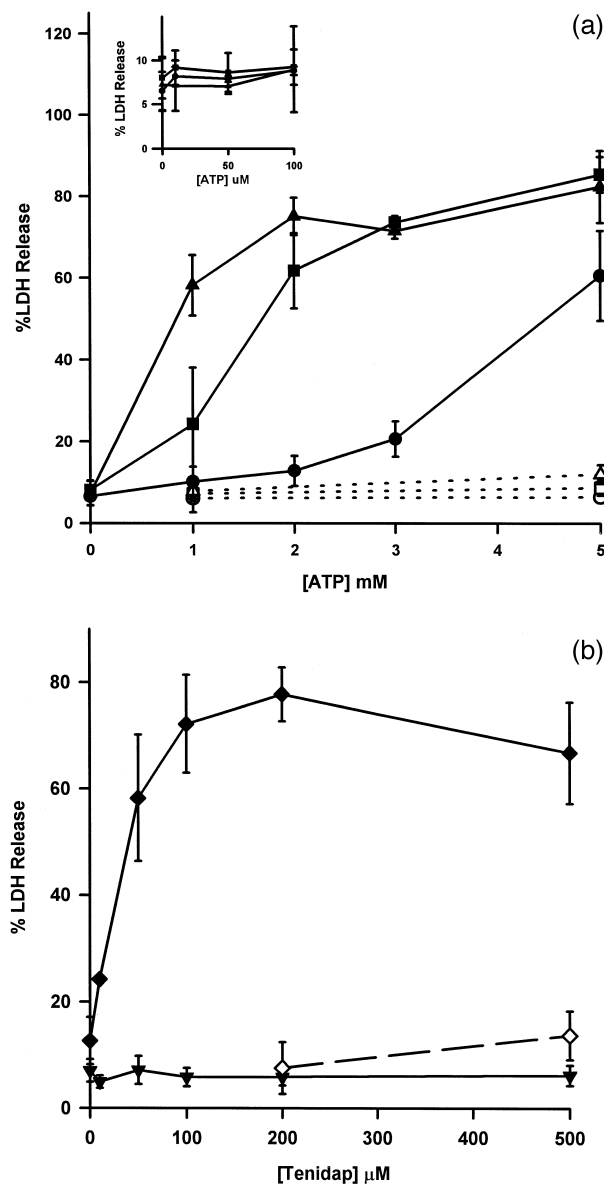 (a)
120
100
80
60
40
20
0
%LDH Release
0 1 2 3 4 5
[ATP] mM
10
5
0
% LDH Release
0 50 100
[ATP] uM
(b)
80
60
40
20
0
% LDH Release
0 100 200 300 400 500
[Tenidap] µM